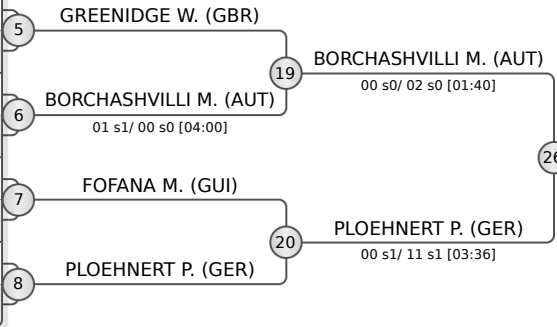 GREENIDGE W. (GBR)
5
BORCHASHVILLI M. (AUT)
19
00 s0/ 02 s0 [01:40]
BORCHASHVILLI M. (AUT)
6
01 s1/ 00 s0 [04:00]
26
FOFANA M. (GUI)
7
PLOEHNERT P. (GER)
20
00 s1/ 11 s1 [03:36]
PLOEHNERT P. (GER)
8